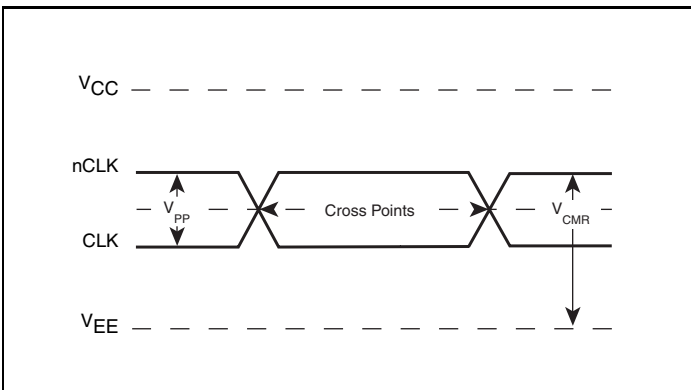 VCC
nCLK
VPP
Cross Points
VCMR
CLK
VEE